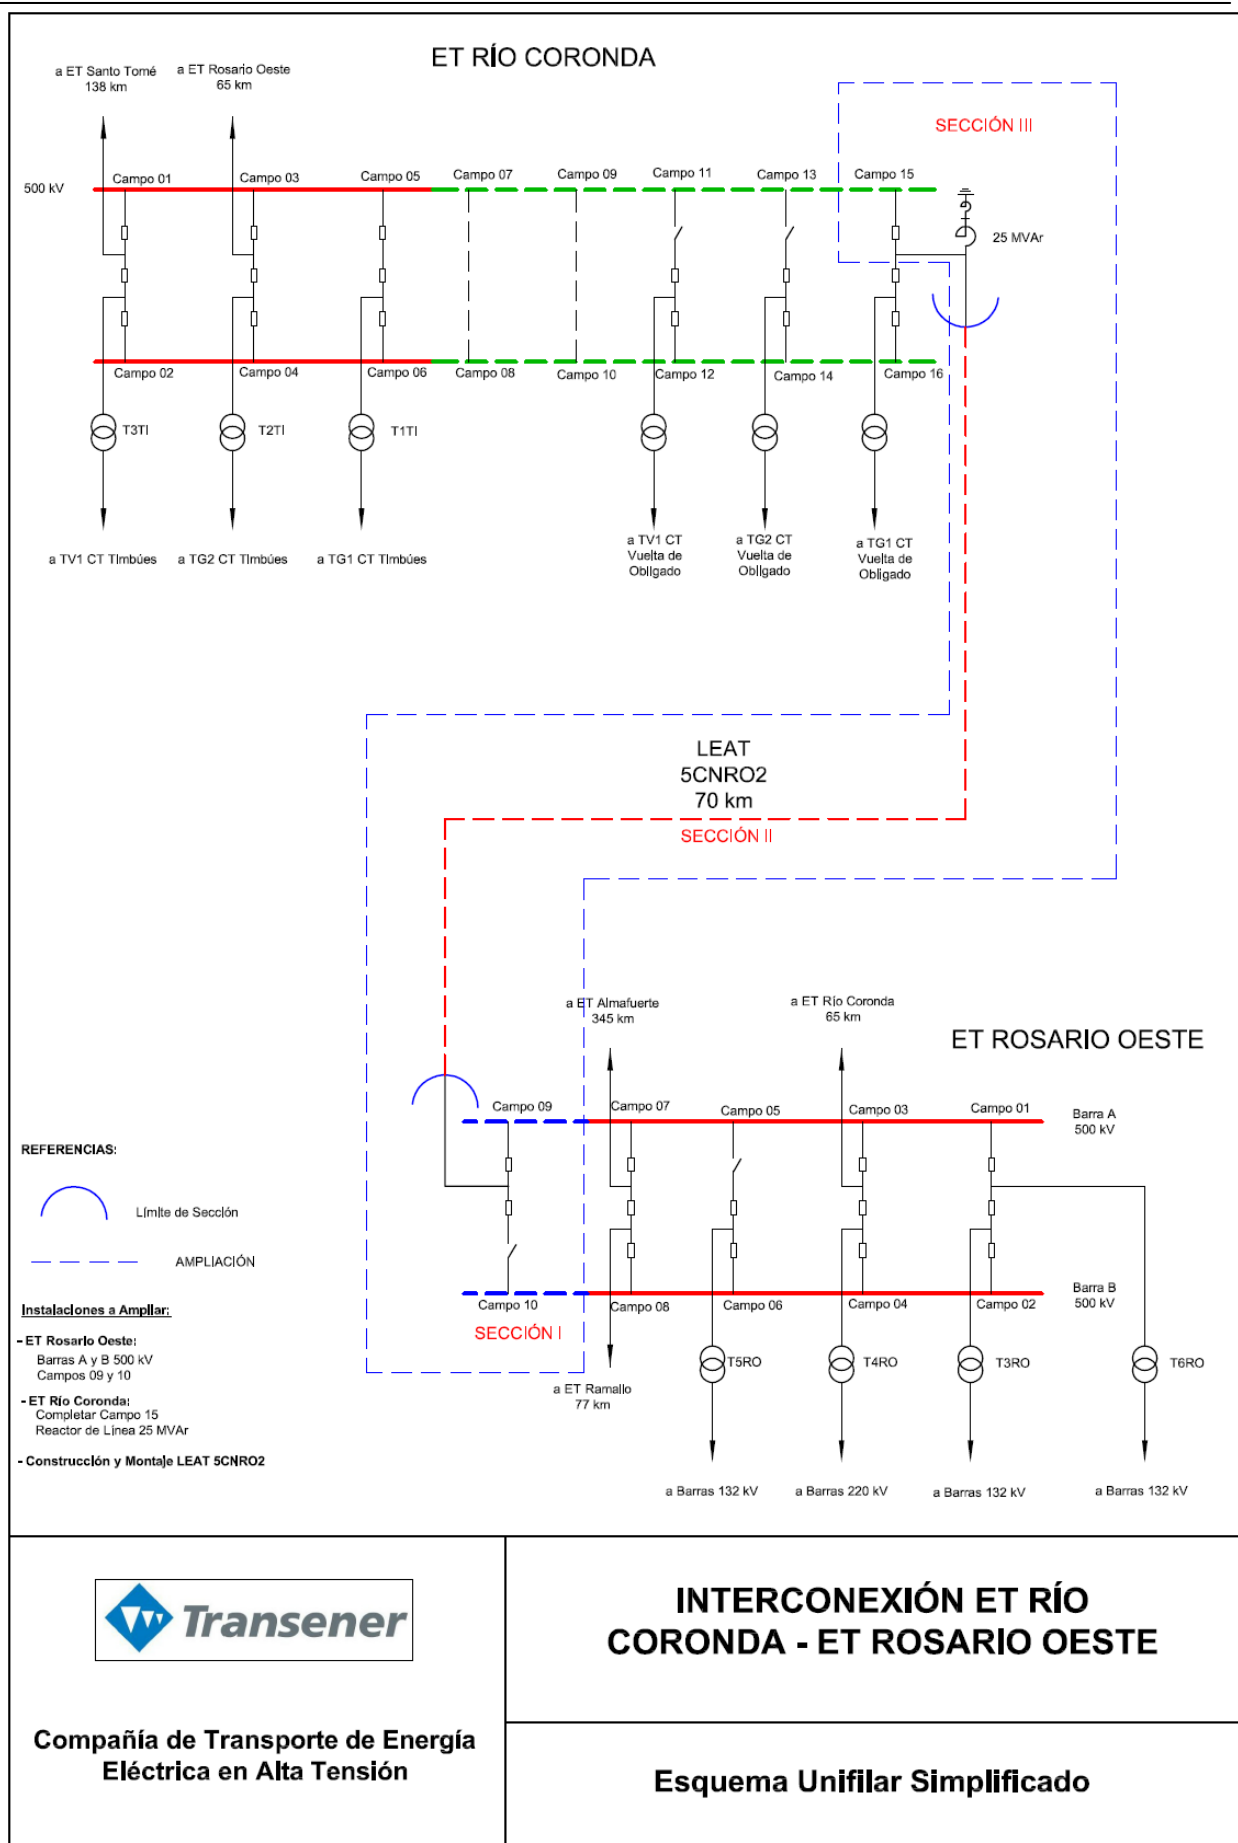 ET RÍO CORONDA
a ET Santo Tomé
138 km
a ET Rosario Oeste
65 km
SECCIÓN III
500 kV
Campo 01
Campo 03
Campo 05
Campo 07
Campo 09
Campo 11
Campo 13
Campo 15
25 MVAr
Campo 02
Campo 04
Campo 06
Campo 08
Campo 10
Campo 12
Campo 14
Campo 16
T3TI
T2TI
T1TI
a TV1 CT Timbúes
a TG2 CT Timbúes
a TG1 CT Timbúes
a TV1 CT
Vuelta de
Obligado
a TG2 CT
Vuelta de
Obligado
a TG1 CT
Vuelta de
Obligado
LEAT
5CNRO2
70 km
SECCIÓN II
a ET Almafuerte
345 km
a ET Río Coronda
65 km
ET ROSARIO OESTE
Campo 09
Campo 07
Campo 05
Campo 03
Campo 01
Barra A
500 kV
REFERENCIAS:
Límite de Sección
AMPLIACIÓN
Barra B
500 kV
Campo 10
Campo 08
Campo 06
Campo 04
Campo 02
SECCIÓN I
Instalaciones a Ampliar:
- ET Rosario Oeste:
Barras A y B 500 kV
Campos 09 y 10
- ET Río Coronda:
Completar Campo 15
Reactor de Línea 25 MVAr
- Construcción y Montaje LEAT 5CNRO2
T5RO
T4RO
T3RO
T6RO
a ET Ramallo
77 km
a Barras 132 kV
a Barras 220 kV
a Barras 132 kV
a Barras 132 kV
Transener
Compañía de Transporte de Energía
Eléctrica en Alta Tensión
INTERCONEXIÓN ET RÍO
CORONDA - ET ROSARIO OESTE
Esquema Unifilar Simplificado